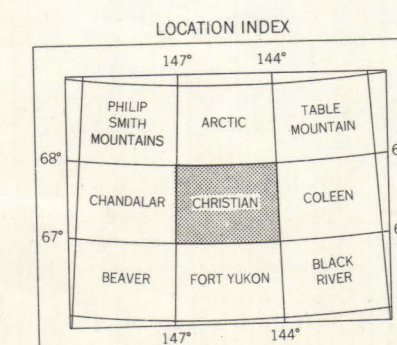 LOCATION INDEX
147° 144°
PHILIP
SMITH
MOUNTAINS
ARCTIC
TABLE
MOUNTAIN
68°
CHANDALAR
CHRISTIAN
COLEEN
67°
BEAVER
FORT YUKON
BLACK
RIVER
147° 144°